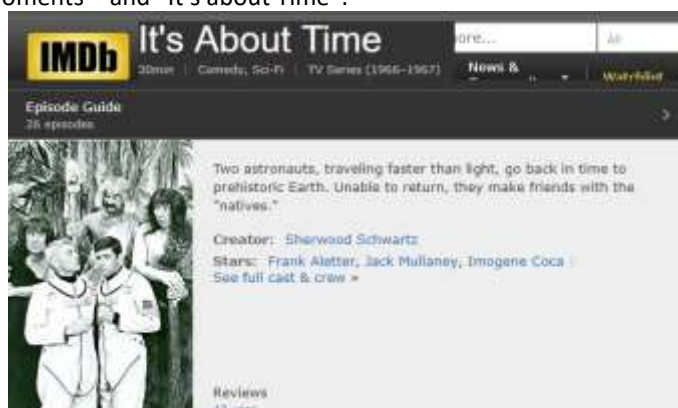 oments" and "It's about Time".
It's About Time
ore...
All
IMDb
30min | Comedy, Sci-Fi | TV Series (1966–1967)
News &
Watchlist
Episode Guide
26 episodes
Two astronauts, traveling faster than light, go back in time to
prehistoric Earth. Unable to return, they make friends with the
"natives."
Creator: Sherwood Schwartz
Stars: Frank Aletter, Jack Mullaney, Imogene Coca |
See full cast & crew »
Reviews